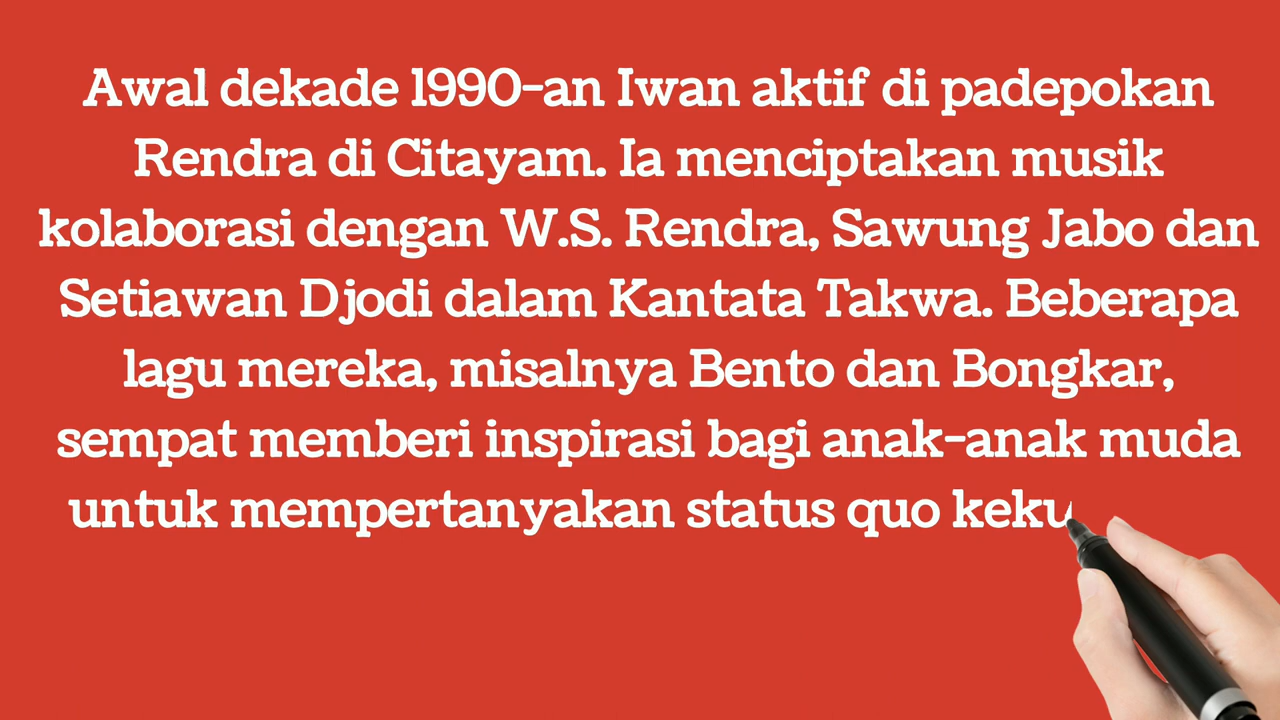 Awal dekade 1990-an Iwan aktif di padepokan
Rendra di Citayam. Ia menciptakan musik
kolaborasi dengan W.S. Rendra, Sawung Jabo dan
Setiawan Djodi dalam Kantata Takwa. Beberapa
lagu mereka, misalnya Bento dan Bongkar,
sempat memberi inspirasi bagi anak-anak muda
untuk mempertanyakan status quo keku